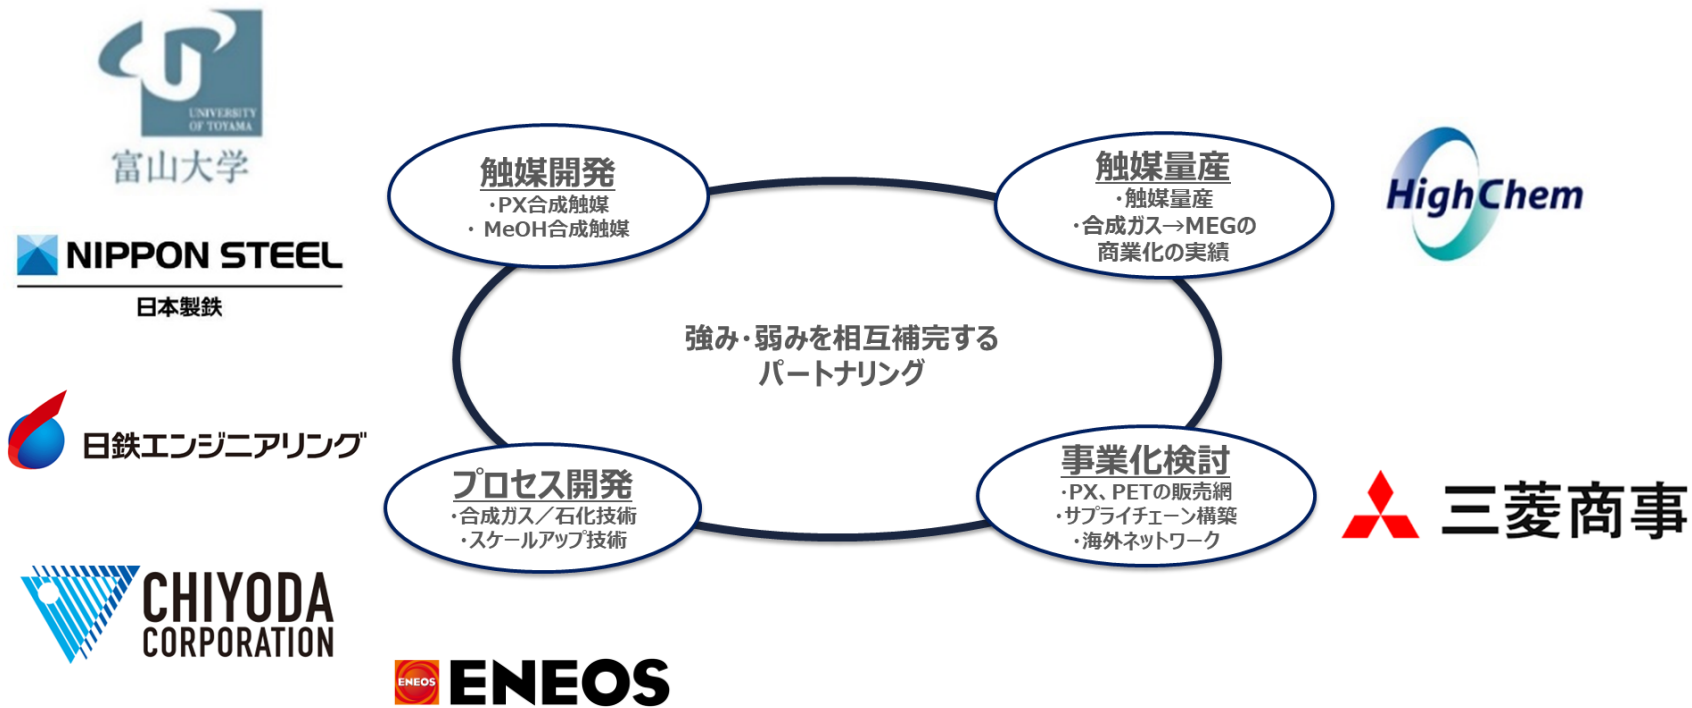 UNIVERSITY
OF TOYAMA
富山大学
NIPPON STEEL
日本製鉄
日鉄エンジニアリング
CHIYODA
CORPORATION
ENEOS
ENEOS
触媒開発
・PX合成触媒
・ MeOH合成触媒
触媒量産
・触媒量産
・合成ガス→MEGの
商業化の実績
HighChem
強み・弱みを相互補完する
パートナリング
プロセス開発
・合成ガス／石化技術
・スケールアップ技術
事業化検討
・PX、PETの販売網
・サプライチェーン構築
・海外ネットワーク
三菱商事